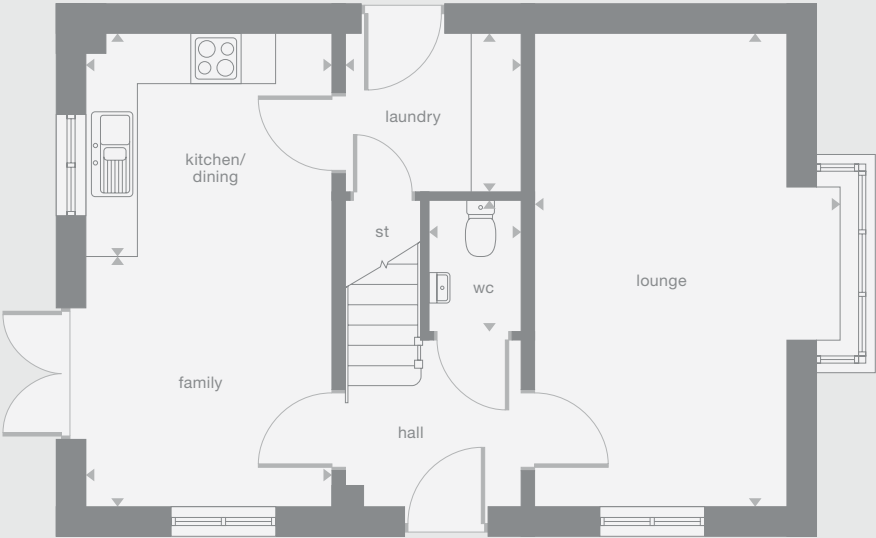 laundry
kitchen/
dining
st
wc
lounge
family
hall